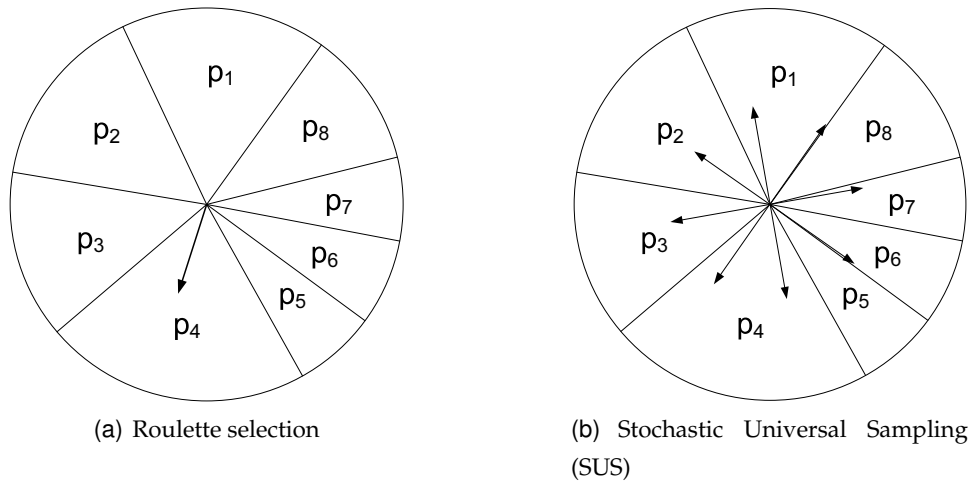 p1
p2
p3
p4
p5
p6
p7
p8
(a) Roulette selection
p1
p2
p3
p4
p5
p6
p7
p8
(b) Stochastic Universal Sampling
(SUS)